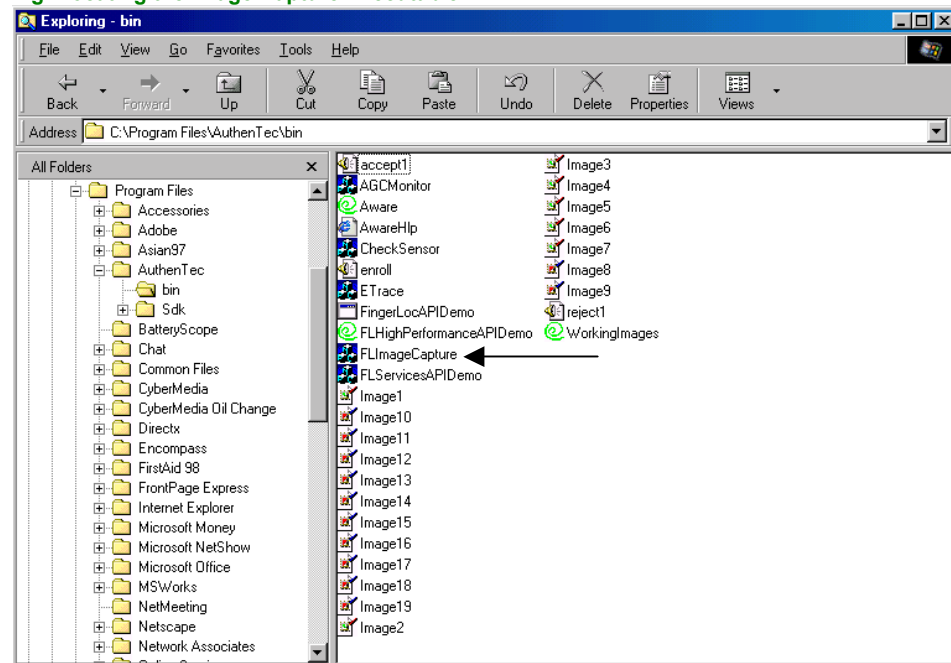 Exploring - bin
File Edit View Go Favorites Tools Help
Back Forward Up Cut Copy Paste Undo Delete Properties Views
Address C:\Program Files\AuthenTec\bin
All Folders
Program Files
Accessories
Adobe
Asian97
AuthenTec
bin
Sdk
BatteryScope
Chat
Common Files
CyberMedia
CyberMedia Oil Change
Directx
Encompass
FirstAid 98
FrontPage Express
Internet Explorer
Microsoft Money
Microsoft NetShow
Microsoft Office
MSWorks
NetMeeting
Netscape
Network Associates
accept1
AGCMonitor
Aware
AwareHlp
CheckSensor
enroll
ETrace
FingerLocAPIDemo
FLHighPerformanceAPIDemo
FLImageCapture
FLServicesAPIDemo
Image1
Image10
Image11
Image12
Image13
Image14
Image15
Image16
Image17
Image18
Image19
Image2
Image3
Image4
Image5
Image6
Image7
Image8
Image9
reject1
WorkingImages